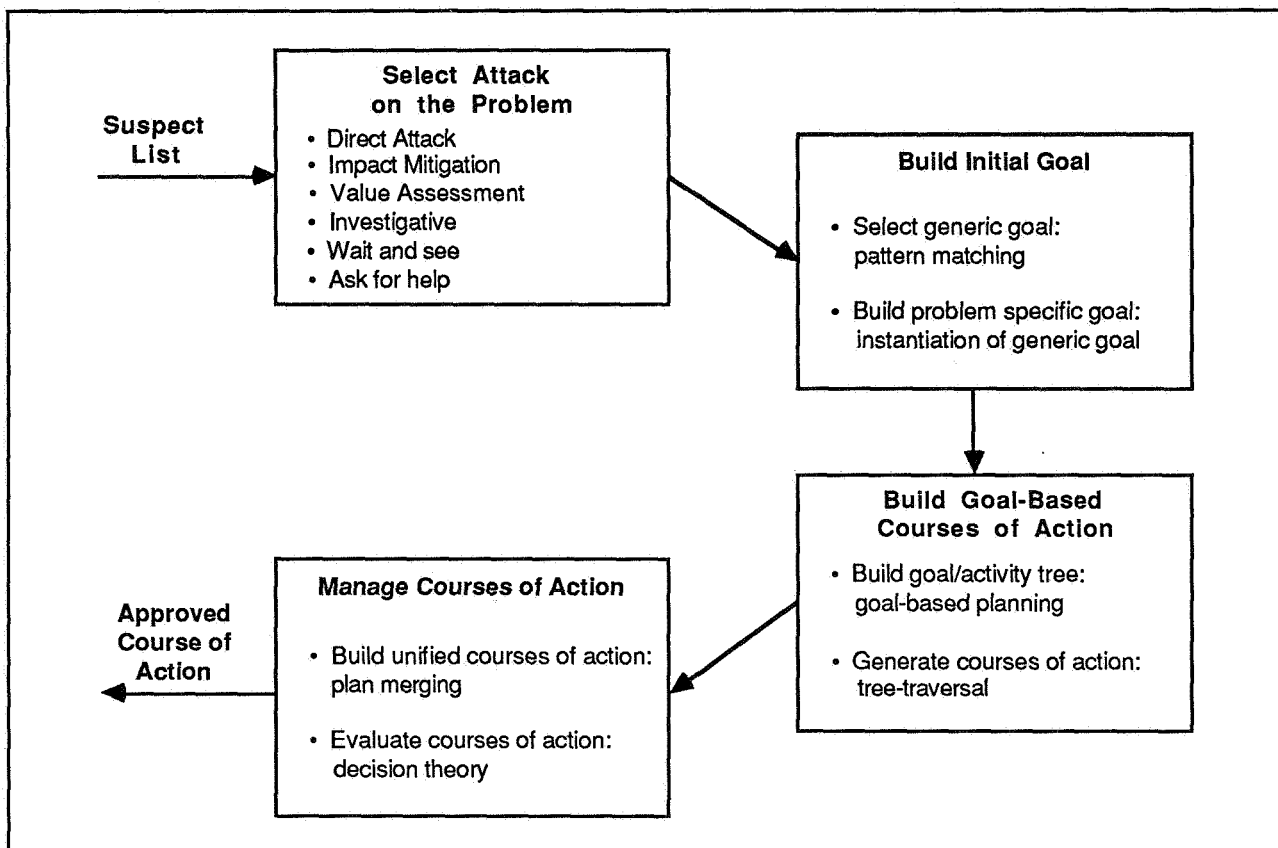 Suspect
List
Select Attack
on the Problem
• Direct Attack
• Impact Mitigation
• Value Assessment
• Investigative
• Wait and see
• Ask for help
Build Initial Goal
• Select generic goal:
pattern matching
• Build problem specific goal:
instantiation of generic goal
Build Goal-Based
Courses of Action
• Build goal/activity tree:
goal-based planning
• Generate courses of action:
tree-traversal
Manage Courses of Action
• Build unified courses of action:
plan merging
• Evaluate courses of action:
decision theory
Approved
Course of
Action